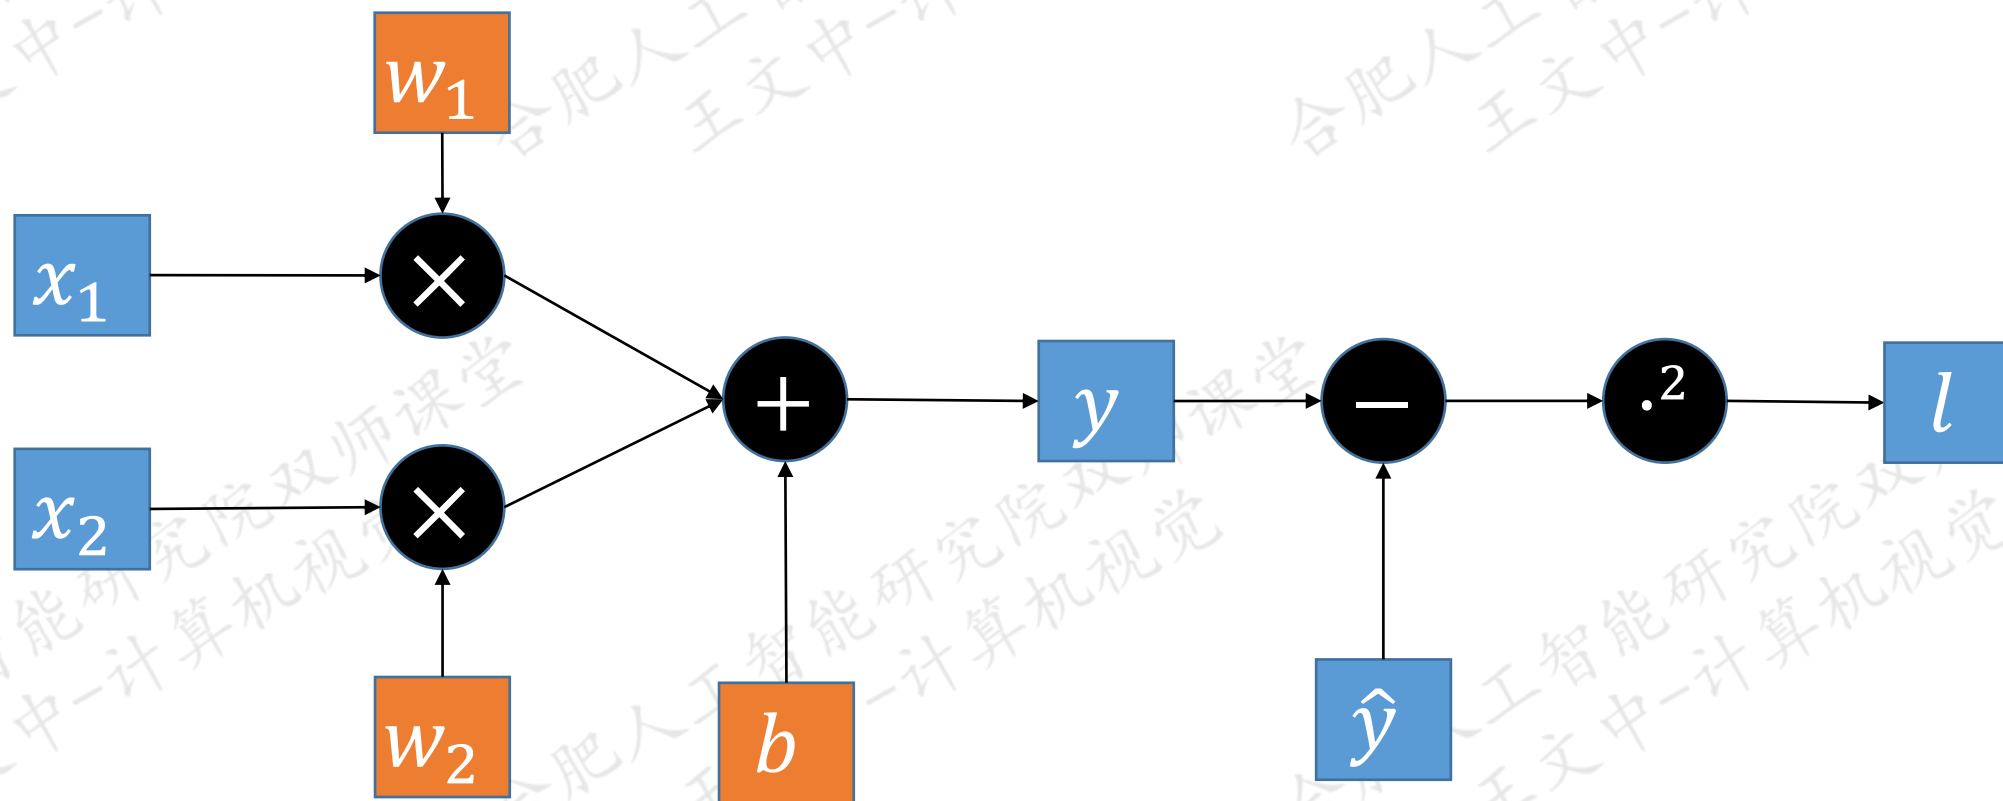 w₁
x₁
×
x₂
×
w₂
+
b
y
−
ŷ
·²
l
合肥人工智能研究院双师课堂
王文中-计算机视觉